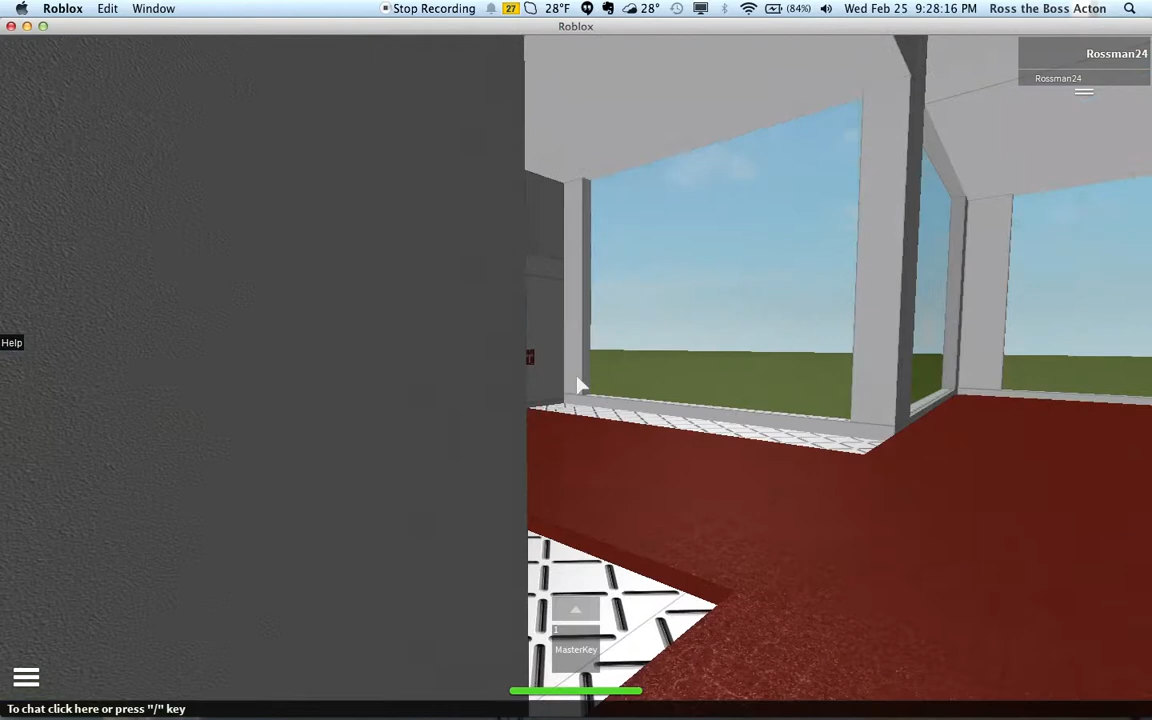 Roblox Edit Window Stop Recording 27 28°F 28° (84%) Wed Feb 25 9:28:16 PM Ross the Boss Acton
Roblox
Rossman24
Rossman24
Help
1
MasterKey
To chat click here or press "/" key